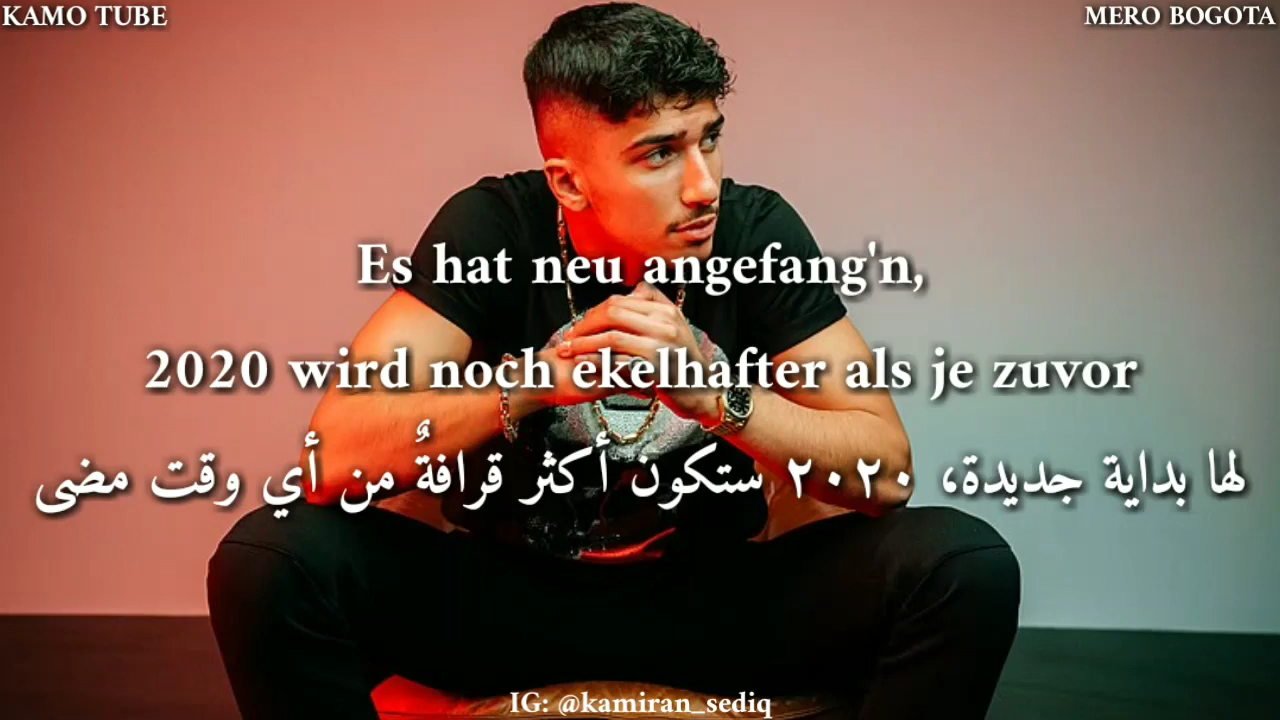 KAMO TUBE
MERO BOGOTA
Es hat neu angefang'n,
2020 wird noch ekelhafter als je zuvor
لها بداية جديدة، ٢٠٢٠ ستكون أكثر قرافةٌ من أي وقت مضى
IG: @kamiran_sediq